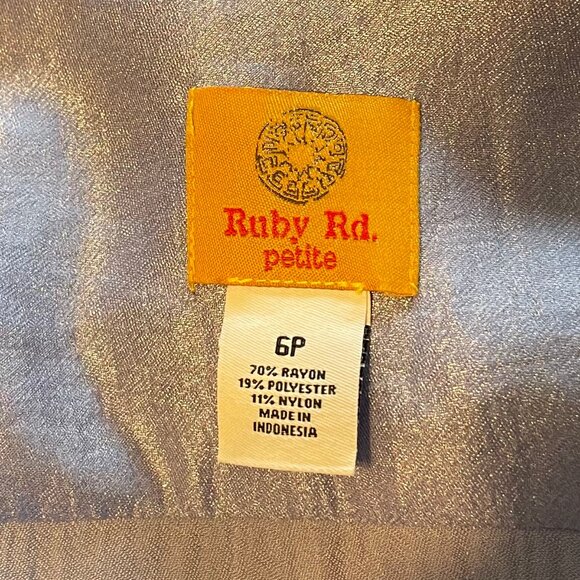 Ruby Rd.
petite
6P
70% RAYON
19% POLYESTER
11% NYLON
MADE IN
INDONESIA